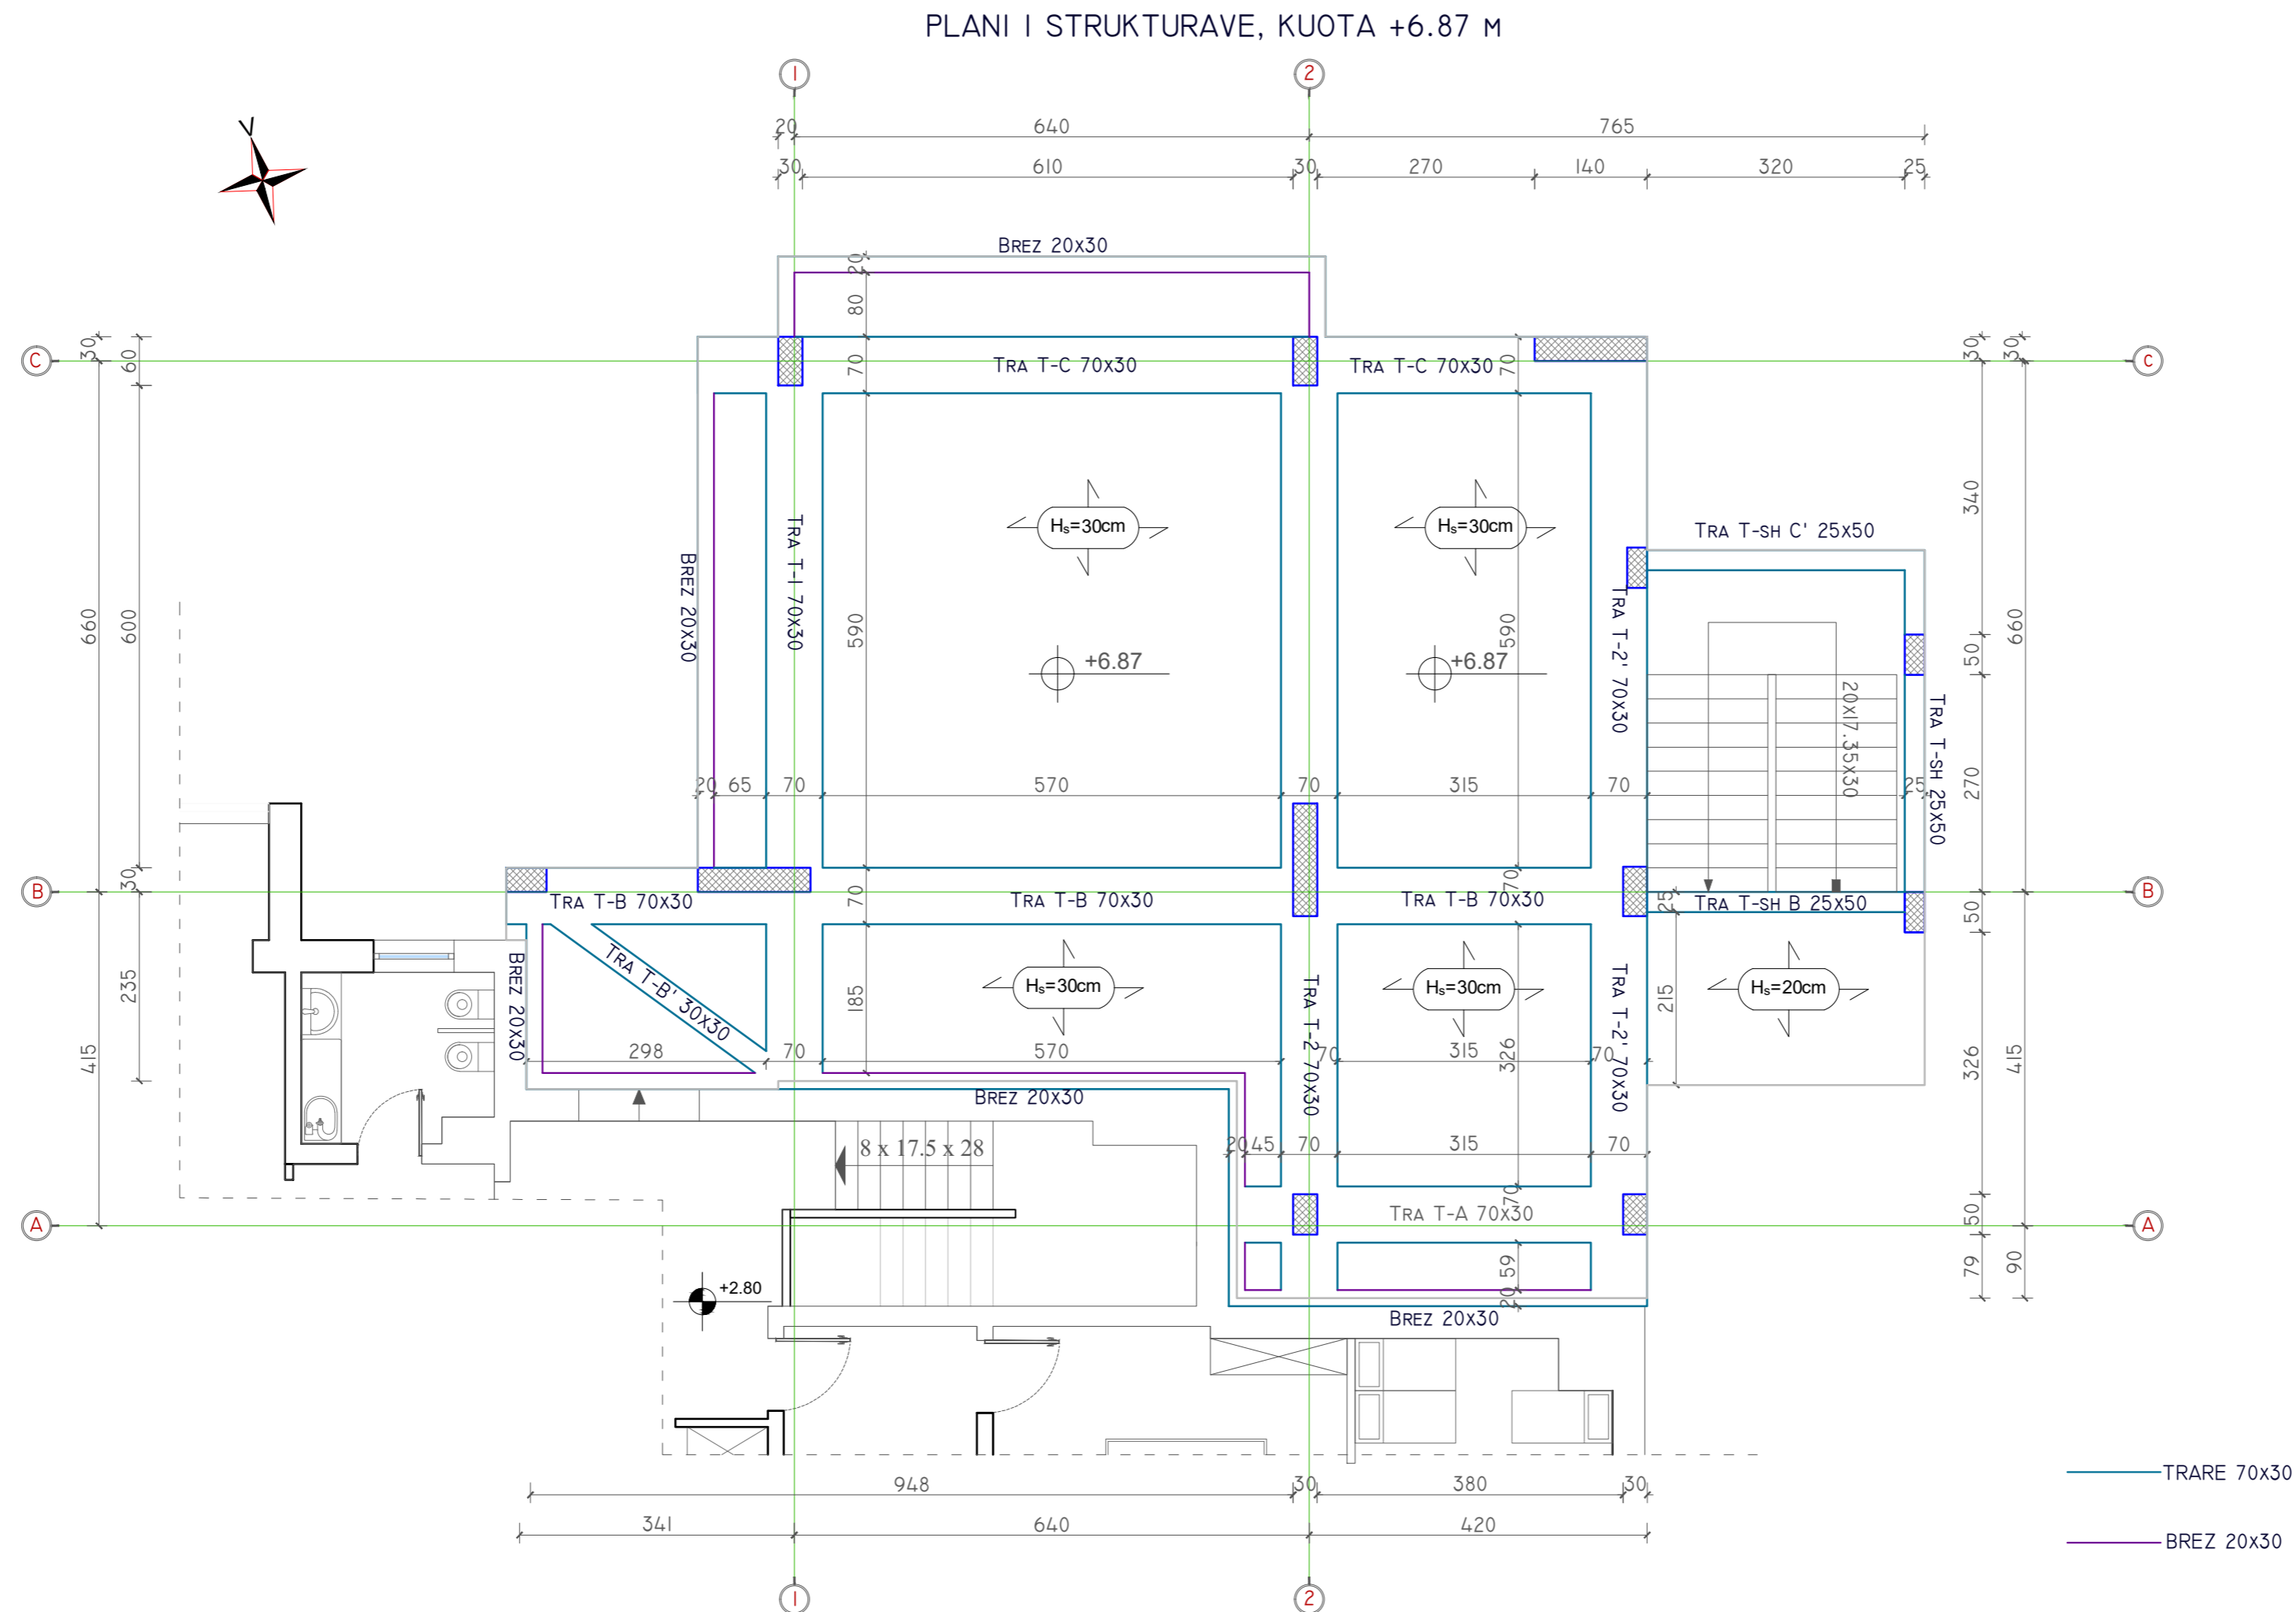 PLANI I STRUKTURAVE, KUOTA +6.87 M
1
2
V
20
640
765
30
610
30
270
140
320
25
BREZ 20x30
20
80
C
30
60
TRA T-C 70x30
TRA T-C 70x30
70
70
30
30
C
Hs=30cm
Hs=30cm
340
TRA T-SH C' 25x50
BREZ 20x30
TRA T-1 70x30
TRA T-2' 70x30
660
600
590
590
50
660
+6.87
+6.87
20x17.35x30
TRA T-SH 25x50
20
65
70
570
70
315
70
25
270
B
30
TRA T-B 70x30
70
TRA T-B 70x30
TRA T-B 70x30
70
25
TRA T-SH B 25x50
50
B
BREZ 20x30
TRA T-B' 30x30
235
185
Hs=30cm
Hs=30cm
Hs=20cm
TRA T-2 70x30
TRA T-2' 70x30
215
415
298
70
570
70
315
70
326
326
415
BREZ 20x30
8 x 17.5 x 28
20
45
70
315
70
A
TRA T-A 70x30
70
50
A
+2.80
59
20
79
90
BREZ 20x30
TRARE 70x30
948
30
380
30
341
640
420
BREZ 20x30
1
2